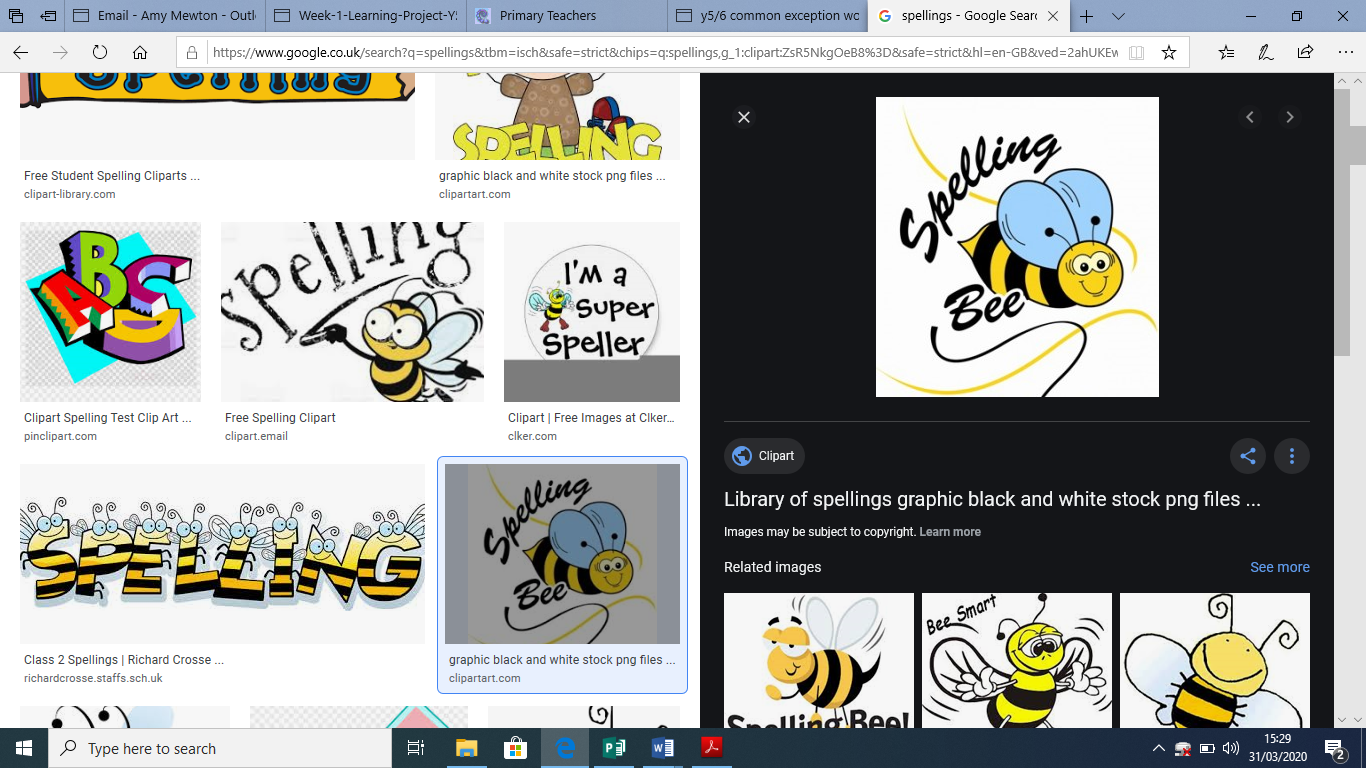 Email - Amy Mewton - Outl
Week-1-Learning-Project-Y5
Primary Teachers
y5/6 common exception wo
spellings - Google Searc
https://www.google.co.uk/search?q=spellings&tbm=isch&safe=strict&chips=q:spellings,g_1:clipart:ZsR5NkgOeB8%3D&safe=strict&hl=en-GB&ved=2ahUKEw
Spelling
SPELLING
Free Student Spelling Cliparts ...
clipart-library.com
graphic black and white stock png files ...
clipartart.com
ABC
spelling
I'm a
Super
Speller
Clipart Spelling Test Clip Art ...
pinclipart.com
Free Spelling Clipart
clipart.email
Clipart | Free Images at Clker...
clker.com
SPELLING
Spelling
Bee
Class 2 Spellings | Richard Crosse ...
richardcrosse.staffs.sch.uk
graphic black and white stock png files ...
clipartart.com
Spelling
Bee
Clipart
Library of spellings graphic black and white stock png files ...
Images may be subject to copyright. Learn more
Related images
See more
Spelling Bee!
Bee Smart
Type here to search
15:29
31/03/2020
2